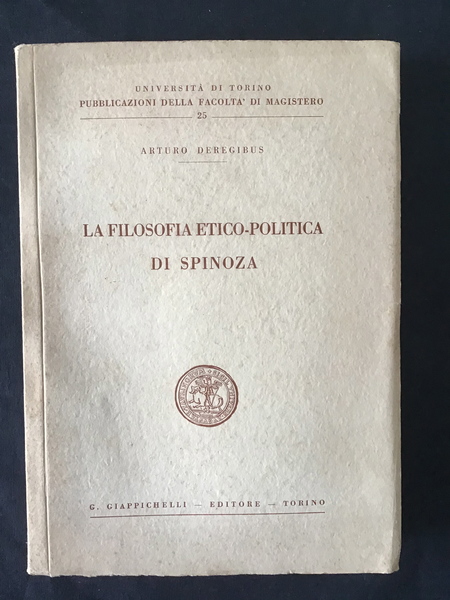 UNIVERSITÀ DI TORINO
PUBBLICAZIONI DELLA FACOLTA' DI MAGISTERO
25
ARTURO DEREGIBUS
LA FILOSOFIA ETICO-POLITICA
DI SPINOZA
G. GIAPPICHELLI — EDITORE — TORINO